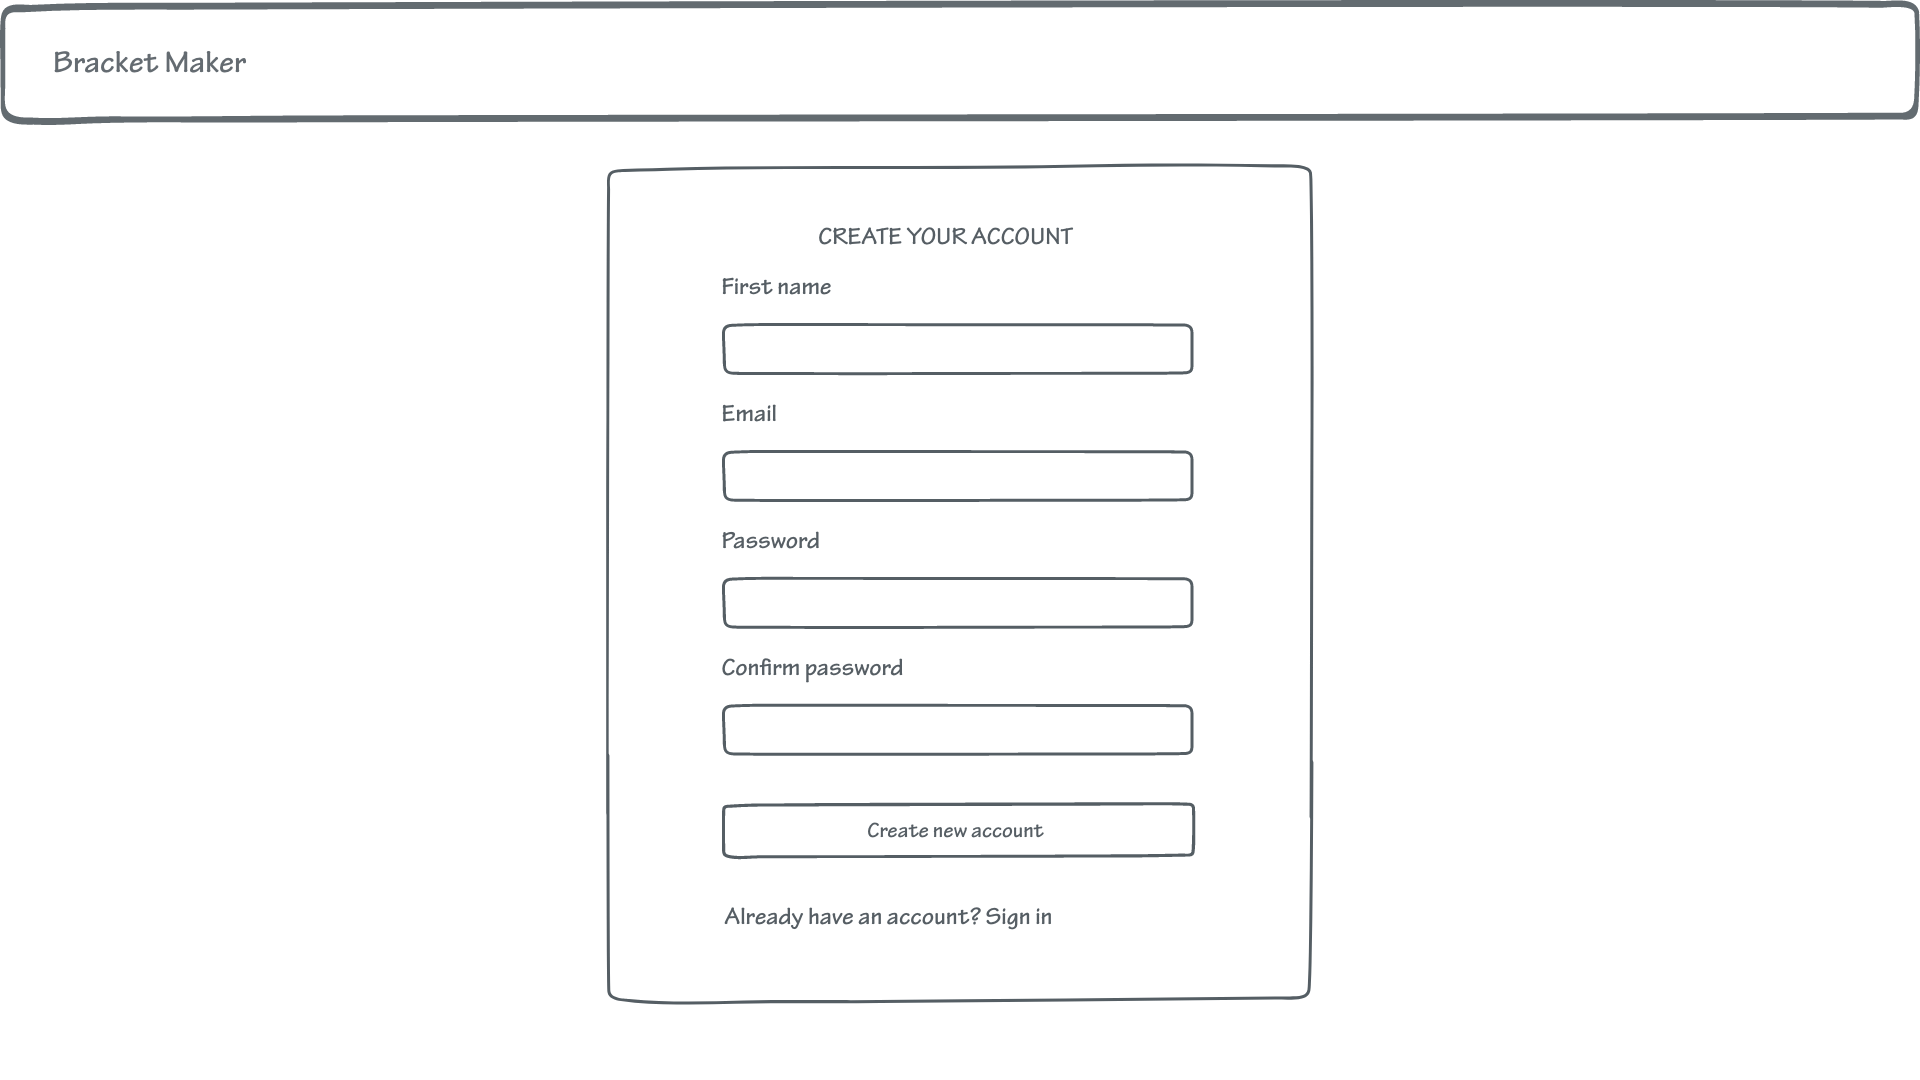 Bracket Maker
CREATE YOUR ACCOUNT
First name
Email
Password
Confirm password
Create new account
Already have an account? Sign in